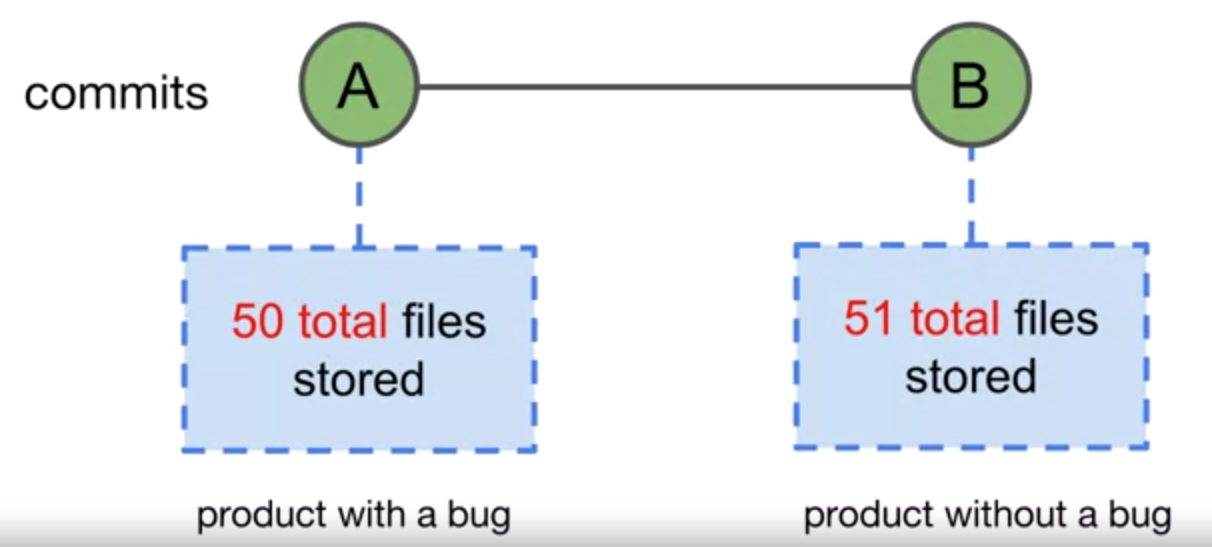 commits
A
B
50 total files
stored
51 total files
stored
product with a bug
product without a bug